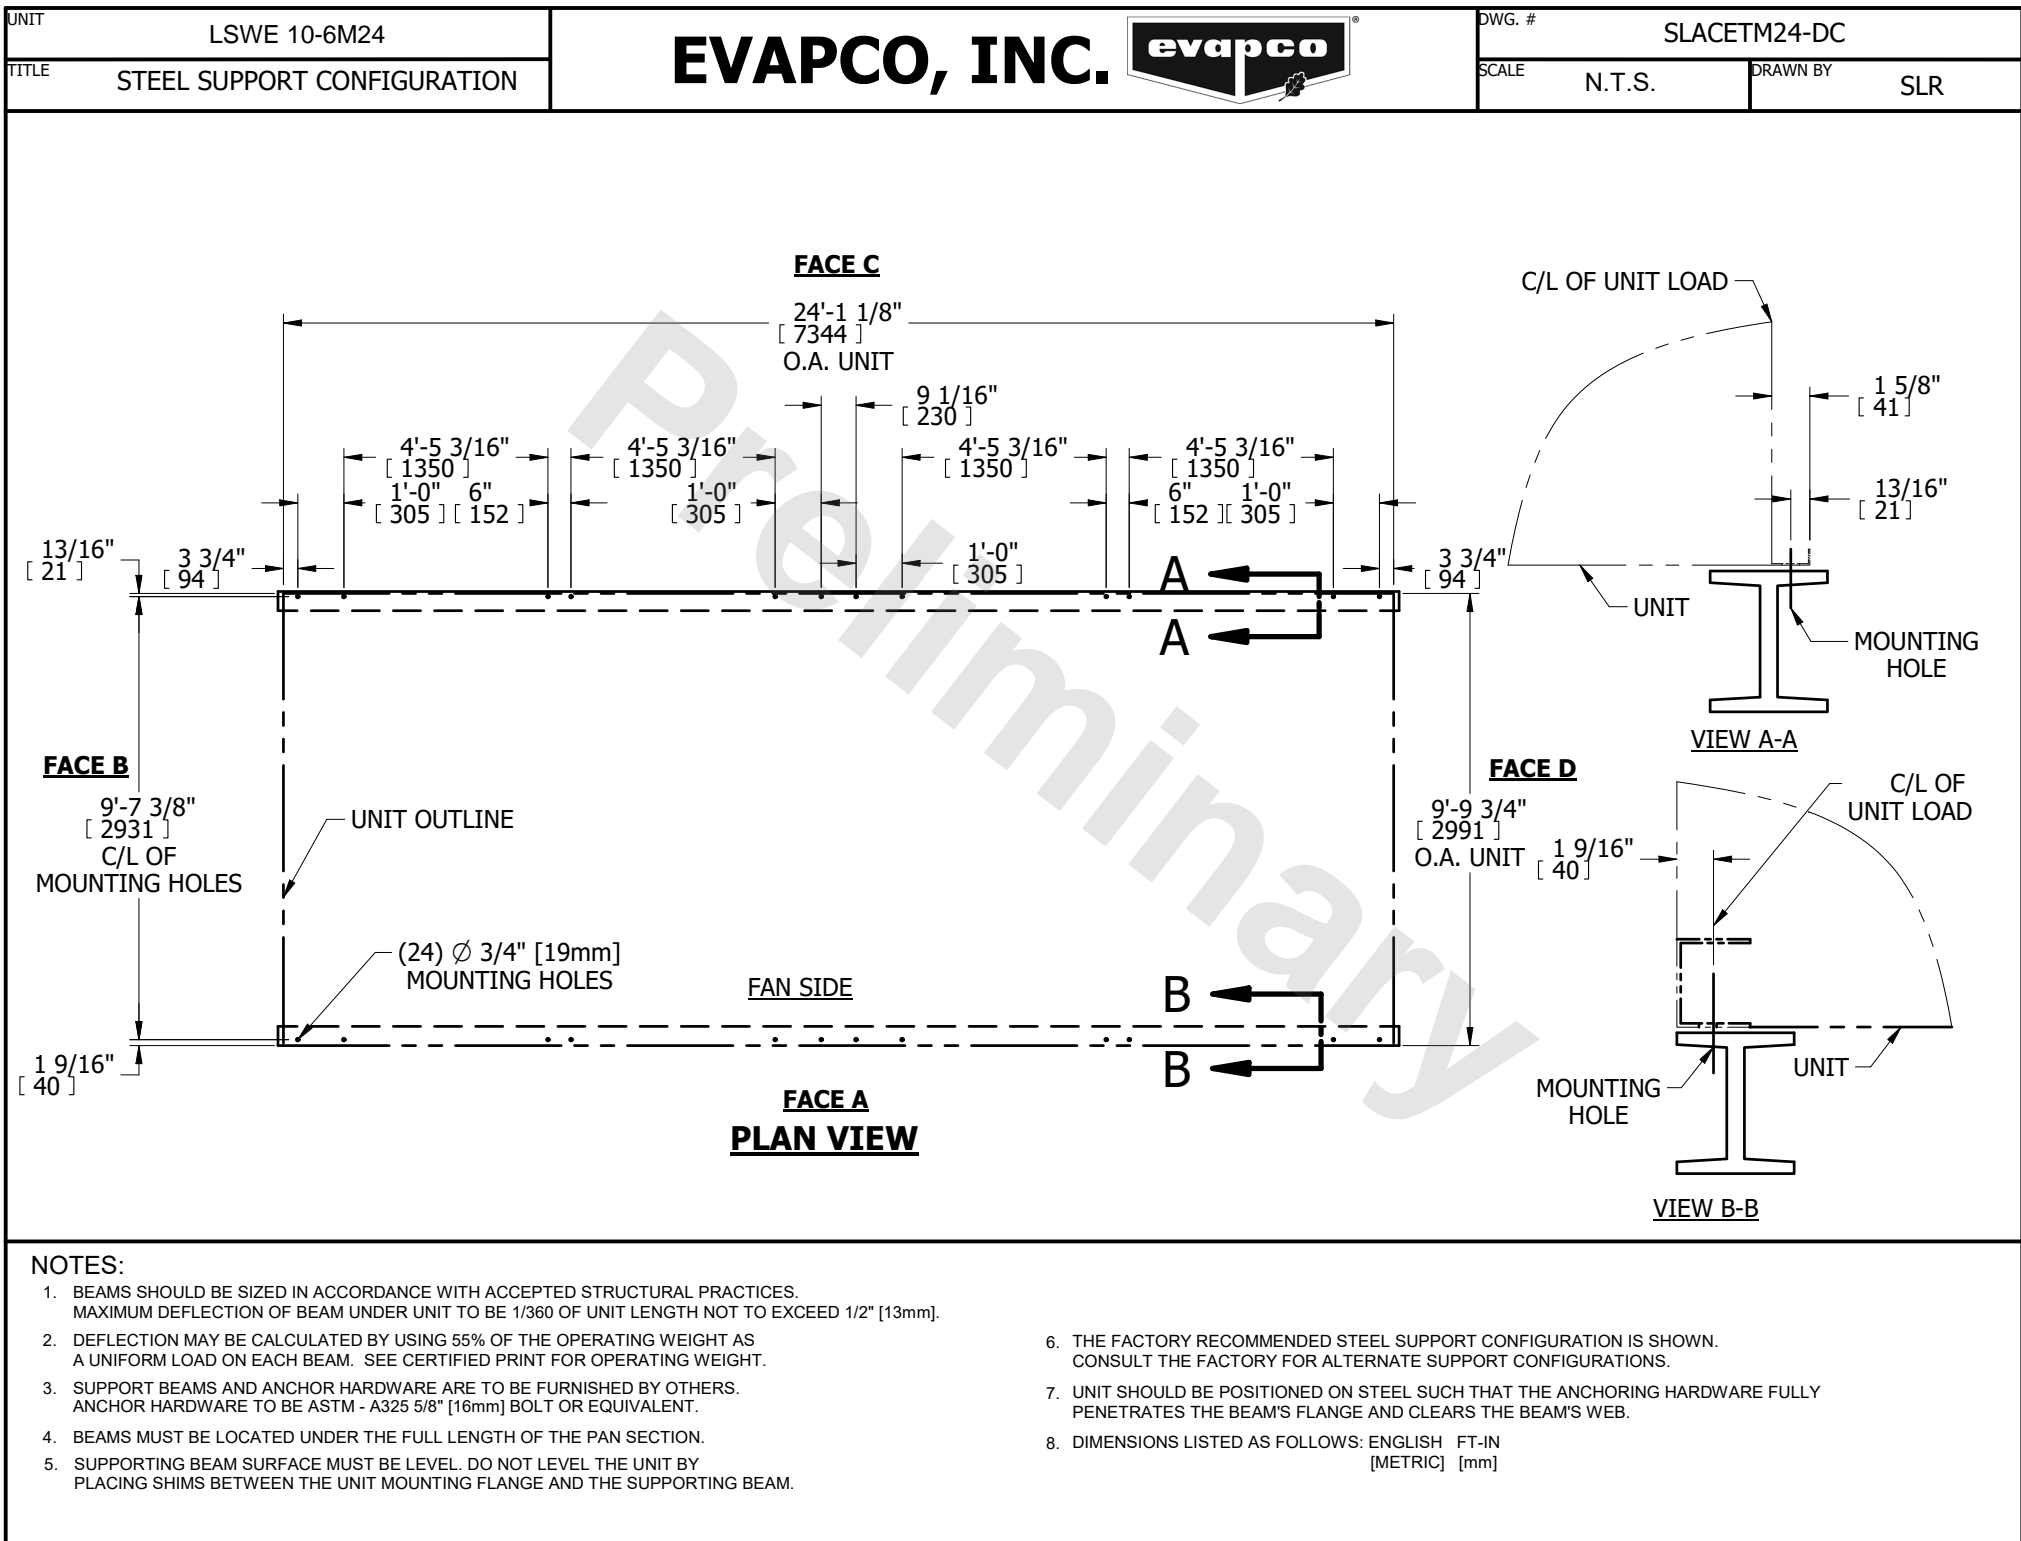 UNIT
LSWE 10-6M24
TITLE
STEEL SUPPORT CONFIGURATION
EVAPCO, INC.
evapco
®
DWG. #
SLACETM24-DC
SCALE
N.T.S.
DRAWN BY
SLR
FACE C
24'-1 1/8"
[ 7344 ]
O.A. UNIT
9 1/16"
[ 230 ]
4'-5 3/16"
[ 1350 ]
4'-5 3/16"
[ 1350 ]
4'-5 3/16"
[ 1350 ]
4'-5 3/16"
[ 1350 ]
1'-0"
[ 305 ]
6"
[ 152 ]
1'-0"
[ 305 ]
6"
[ 152 ]
1'-0"
[ 305 ]
13/16"
[ 21 ]
3 3/4"
[ 94 ]
1'-0"
[ 305 ]
3 3/4"
[ 94 ]
A
A
FACE B
9'-7 3/8"
[ 2931 ]
C/L OF
MOUNTING HOLES
UNIT OUTLINE
FACE D
9'-9 3/4"
[ 2991 ]
O.A. UNIT
(24) Ø 3/4" [19mm]
MOUNTING HOLES
FAN SIDE
B
B
1 9/16"
[ 40 ]
FACE A
PLAN VIEW
Preliminary
C/L OF UNIT LOAD
1 5/8"
[ 41 ]
13/16"
[ 21 ]
UNIT
MOUNTING
HOLE
VIEW A-A
C/L OF
UNIT LOAD
1 9/16"
[ 40 ]
UNIT
MOUNTING
HOLE
VIEW B-B
NOTES:
1. BEAMS SHOULD BE SIZED IN ACCORDANCE WITH ACCEPTED STRUCTURAL PRACTICES.
MAXIMUM DEFLECTION OF BEAM UNDER UNIT TO BE 1/360 OF UNIT LENGTH NOT TO EXCEED 1/2" [13mm].
2. DEFLECTION MAY BE CALCULATED BY USING 55% OF THE OPERATING WEIGHT AS
A UNIFORM LOAD ON EACH BEAM. SEE CERTIFIED PRINT FOR OPERATING WEIGHT.
3. SUPPORT BEAMS AND ANCHOR HARDWARE ARE TO BE FURNISHED BY OTHERS.
ANCHOR HARDWARE TO BE ASTM - A325 5/8" [16mm] BOLT OR EQUIVALENT.
4. BEAMS MUST BE LOCATED UNDER THE FULL LENGTH OF THE PAN SECTION.
5. SUPPORTING BEAM SURFACE MUST BE LEVEL. DO NOT LEVEL THE UNIT BY
PLACING SHIMS BETWEEN THE UNIT MOUNTING FLANGE AND THE SUPPORTING BEAM.
6. THE FACTORY RECOMMENDED STEEL SUPPORT CONFIGURATION IS SHOWN.
CONSULT THE FACTORY FOR ALTERNATE SUPPORT CONFIGURATIONS.
7. UNIT SHOULD BE POSITIONED ON STEEL SUCH THAT THE ANCHORING HARDWARE FULLY
PENETRATES THE BEAM'S FLANGE AND CLEARS THE BEAM'S WEB.
8. DIMENSIONS LISTED AS FOLLOWS: ENGLISH FT-IN
[METRIC] [mm]